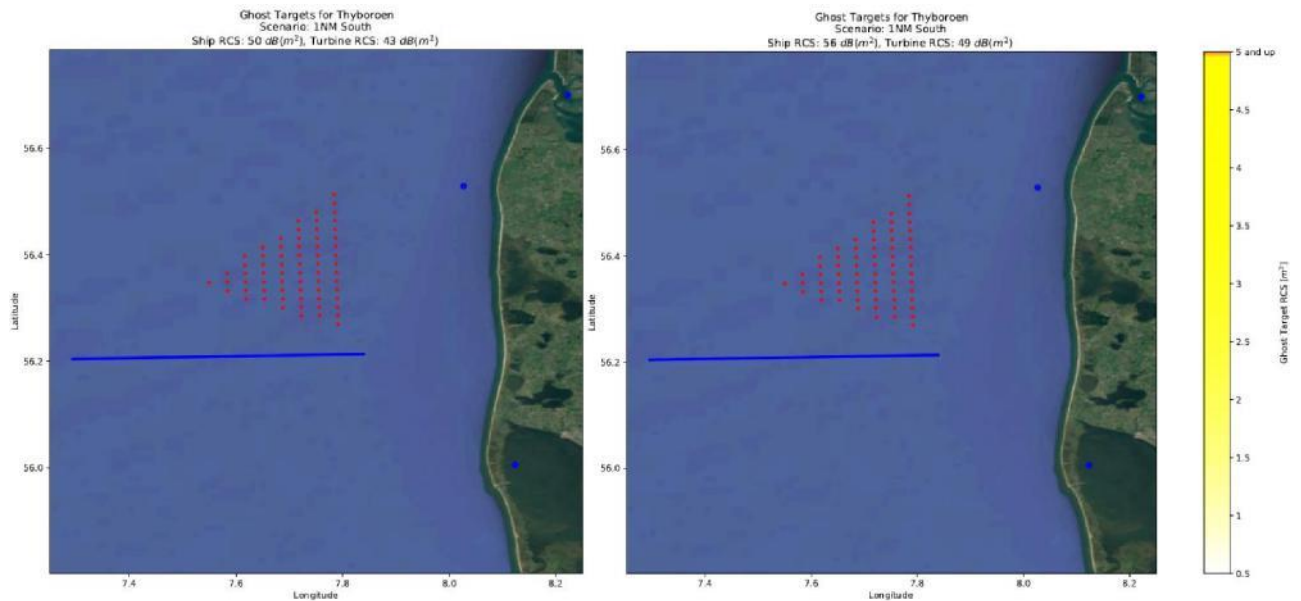 Ghost Targets for Thyboroen
Scenario: 1NM South
Ship RCS: 50 dB(m²), Turbine RCS: 43 dB(m²)
Latitude
56.6
56.4
56.2
56.0
7.4
7.6
7.8
8.0
8.2
Longitude
Ghost Targets for Thyboroen
Scenario: 1NM South
Ship RCS: 56 dB(m²), Turbine RCS: 49 dB(m²)
Latitude
56.6
56.4
56.2
56.0
7.4
7.6
7.8
8.0
8.2
Longitude
5 and up
4.5
4
3.5
3
2.5
2
1.5
1
0.5
Ghost Target RCS [m²]